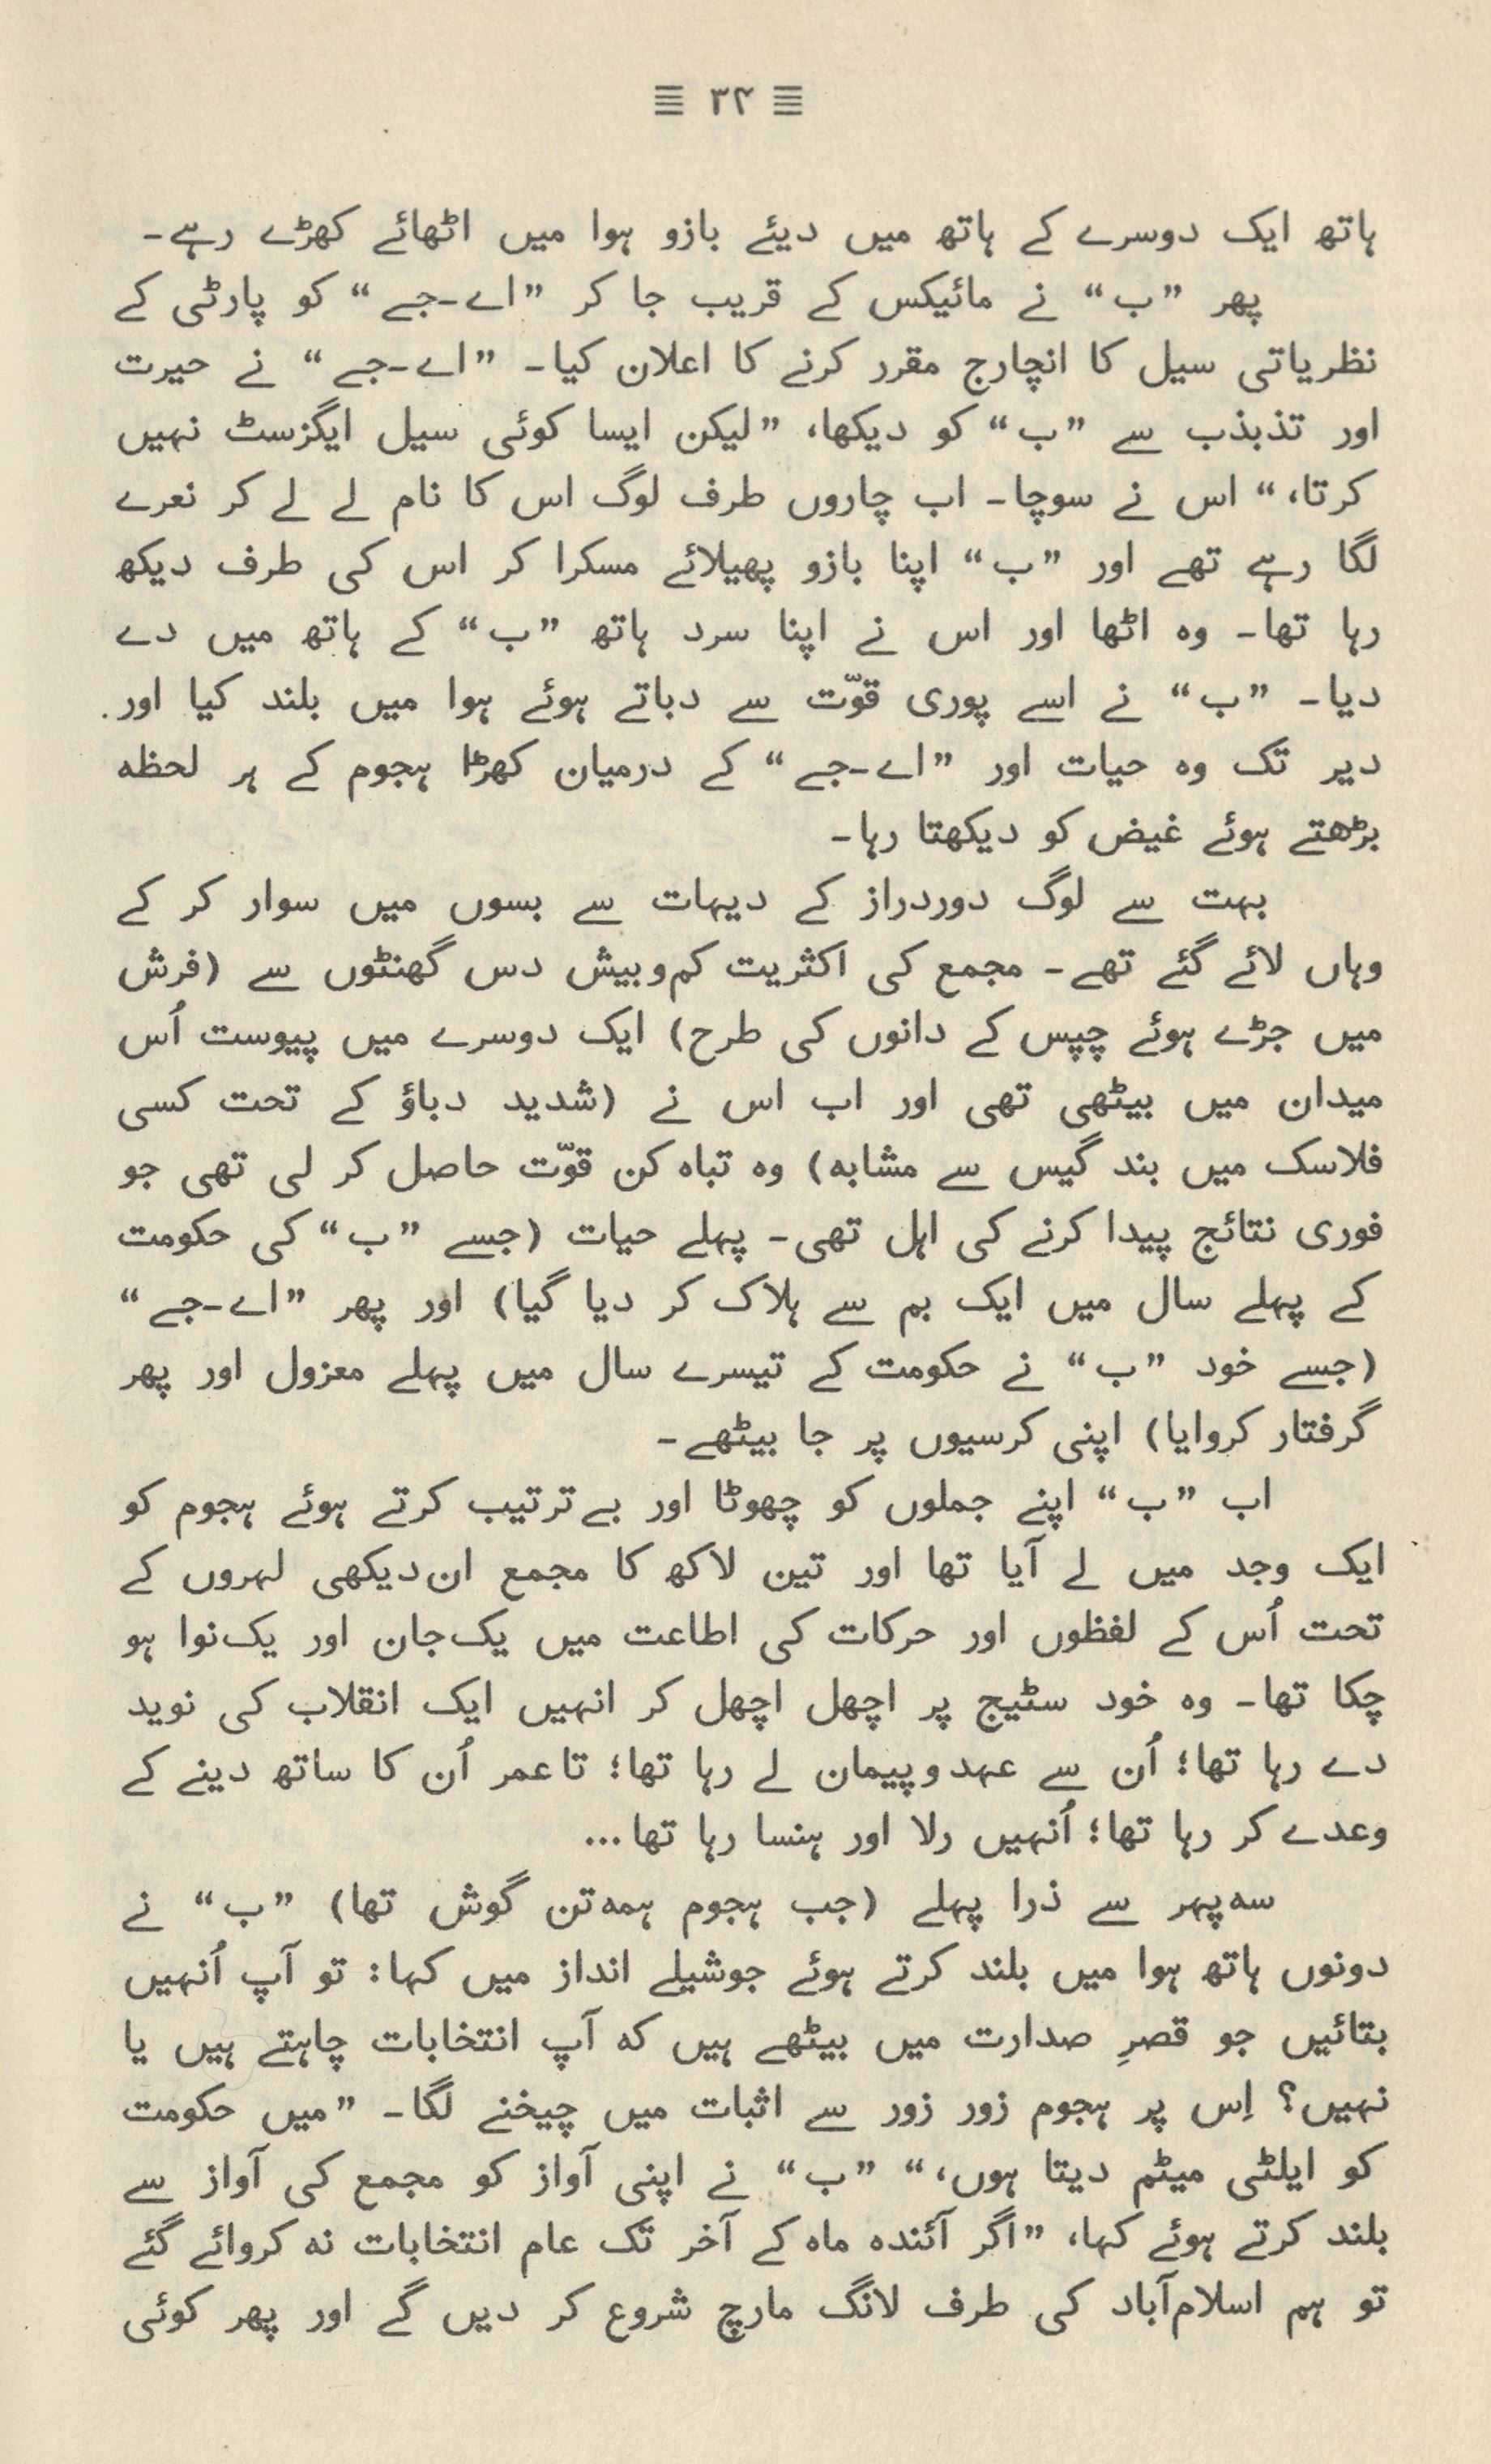 ۳۴
ہاتھ ایک دوسرے کے ہاتھ میں دیئے بازو ہوا میں اٹھائے کھڑے رہے۔
پھر ”ب“ نے مائیکس کے قریب جا کر ”اے۔جے“ کو پارٹی کے
نظریاتی سیل کا انچارج مقرر کرنے کا اعلان کیا۔ ”اے۔جے“ نے حیرت
اور تذبذب سے ”ب“ کو دیکھا، ”لیکن ایسا کوئی سیل ایگزسٹ نہیں
کرتا،“ اس نے سوچا۔ اب چاروں طرف لوگ اس کا نام لے لے کر نعرے
لگا رہے تھے اور ”ب“ اپنا بازو پھیلائے مسکرا کر اس کی طرف دیکھ
رہا تھا۔ وہ اٹھا اور اس نے اپنا سرد ہاتھ ”ب“ کے ہاتھ میں دے
دیا۔ ”ب“ نے اسے پوری قوّت سے دباتے ہوئے ہوا میں بلند کیا اور
دیر تک وہ حیات اور ”اے۔جے“ کے درمیان کھڑا ہجوم کے ہر لحظہ
بڑھتے ہوئے غیض کو دیکھتا رہا۔
بہت سے لوگ دوردراز کے دیہات سے بسوں میں سوار کر کے
وہاں لائے گئے تھے۔ مجمع کی اکثریت کم‌وبیش دس گھنٹوں سے (فرش
میں جڑے ہوئے چپس کے دانوں کی طرح) ایک دوسرے میں پیوست اُس
میدان میں بیٹھی تھی اور اب اس نے (شدید دباؤ کے تحت کسی
فلاسک میں بند گیس سے مشابہ) وہ تباہ کن قوّت حاصل کر لی تھی جو
فوری نتائج پیدا کرنے کی اہل تھی۔ پہلے حیات (جسے ”ب“ کی حکومت
کے پہلے سال میں ایک بم سے ہلاک کر دیا گیا) اور پھر ”اے۔جے“
(جسے خود ”ب“ نے حکومت کے تیسرے سال میں پہلے معزول اور پھر
گرفتار کروایا) اپنی کرسیوں پر جا بیٹھے۔
اب ”ب“ اپنے جملوں کو چھوٹا اور بے‌ترتیب کرتے ہوئے ہجوم کو
ایک وجد میں لے آیا تھا اور تین لاکھ کا مجمع ان‌دیکھی لہروں کے
تحت اُس کے لفظوں اور حرکات کی اطاعت میں یک‌جان اور یک‌نوا ہو
چکا تھا۔ وہ خود سٹیج پر اچھل اچھل کر انہیں ایک انقلاب کی نوید
دے رہا تھا؛ اُن سے عہدوپیمان لے رہا تھا؛ تاعمر اُن کا ساتھ دینے کے
وعدے کر رہا تھا؛ اُنہیں رلا اور ہنسا رہا تھا...
سہ‌پہر سے ذرا پہلے (جب ہجوم ہمہ‌تن گوش تھا) ”ب“ نے
دونوں ہاتھ ہوا میں بلند کرتے ہوئے جوشیلے انداز میں کہا: تو آپ اُنہیں
بتائیں جو قصرِ صدارت میں بیٹھے ہیں کہ آپ انتخابات چاہتے ہیں یا
نہیں؟ اِس پر ہجوم زور زور سے اثبات میں چیخنے لگا۔ ”میں حکومت
کو ایلٹی میٹم دیتا ہوں،“ ”ب“ نے اپنی آواز کو مجمع کی آواز سے
بلند کرتے ہوئے کہا، ”اگر آئندہ ماہ کے آخر تک عام انتخابات نہ کروائے گئے
تو ہم اسلام‌آباد کی طرف لانگ مارچ شروع کر دیں گے اور پھر کوئی